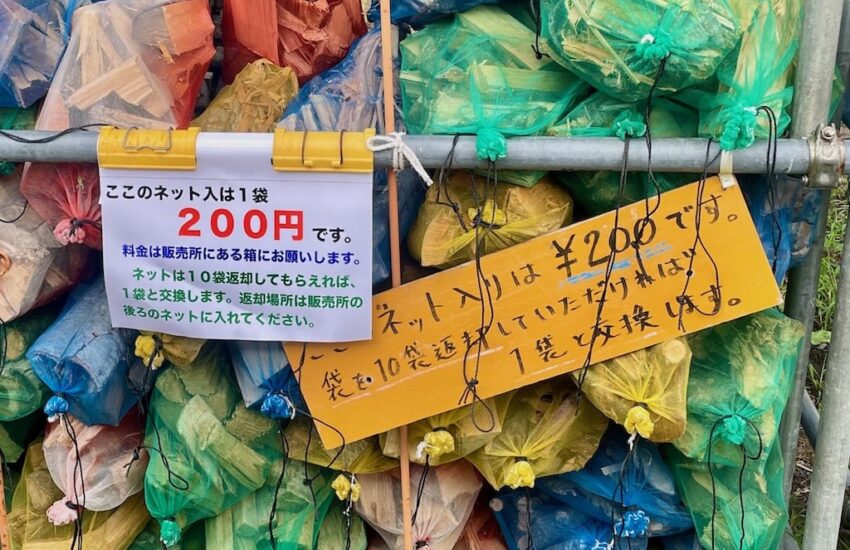 ここのネット入は1袋
200円です。
料金は販売所にある箱にお願いします。
ネットは10袋返却してもらえれば、
1袋と交換します。返却場所は販売所の
後ろのネットに入れてください。
ネット入りは ¥200です。
袋を10袋返却していただければ
1袋と交換します。